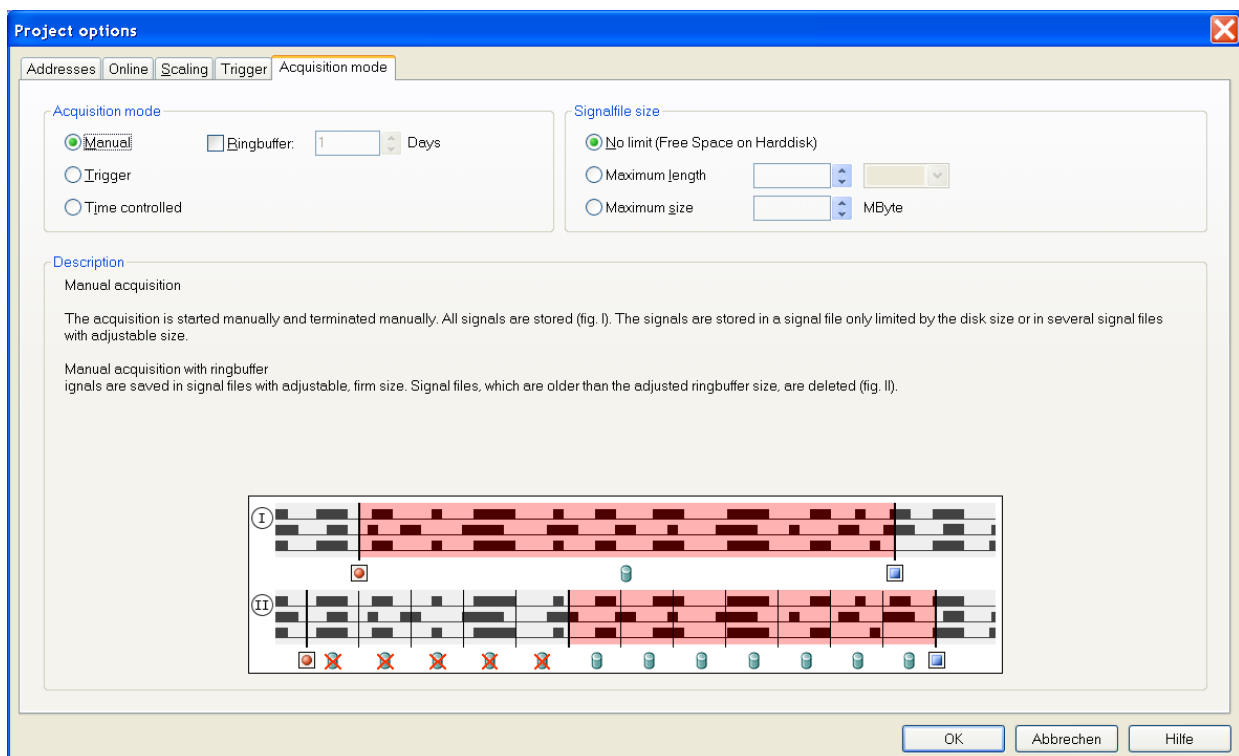 Project options
Addresses Online Scaling Trigger Acquisition mode
Acquisition mode
Manual Ringbuffer: 1 Days
Trigger
Time controlled
Signalfile size
No limit (Free Space on Harddisk)
Maximum length
Maximum size MByte
Description
Manual acquisition
The acquisition is started manually and terminated manually. All signals are stored (fig. I). The signals are stored in a signal file only limited by the disk size or in several signal files
with adjustable size.
Manual acquisition with ringbuffer
ignals are saved in signal files with adjustable, firm size. Signal files, which are older than the adjusted ringbuffer size, are deleted (fig. II).
I
II
OK Abbrechen Hilfe